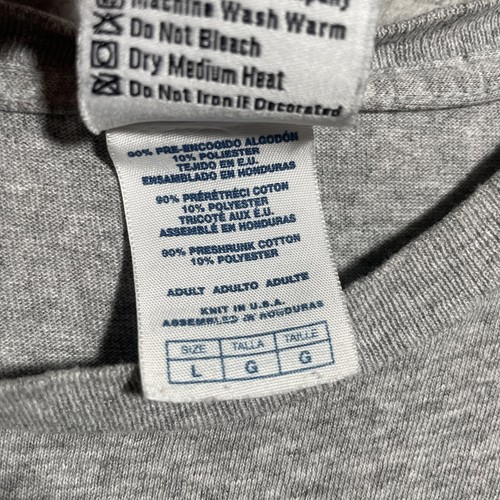 Machine Wash Warm
Do Not Bleach
Dry Medium Heat
Do Not Iron IF Decorated
90% PRE-ENCOGIDO ALGODÓN
10% POLIESTER
TEJIDO EN E.U.
ENSAMBLADO EN HONDURAS
90% PRÉRÉTRÉCI COTON
10% POLYESTER
TRICOTÉ AUX É.U.
ASSEMBLÉ EN HONDURAS
90% PRESHRUNK COTTON
10% POLYESTER
ADULT ADULTO ADULTE
KNIT IN U.S.A.
ASSEMBLED IN HONDURAS
SIZE TALLA TAILLE
L G G